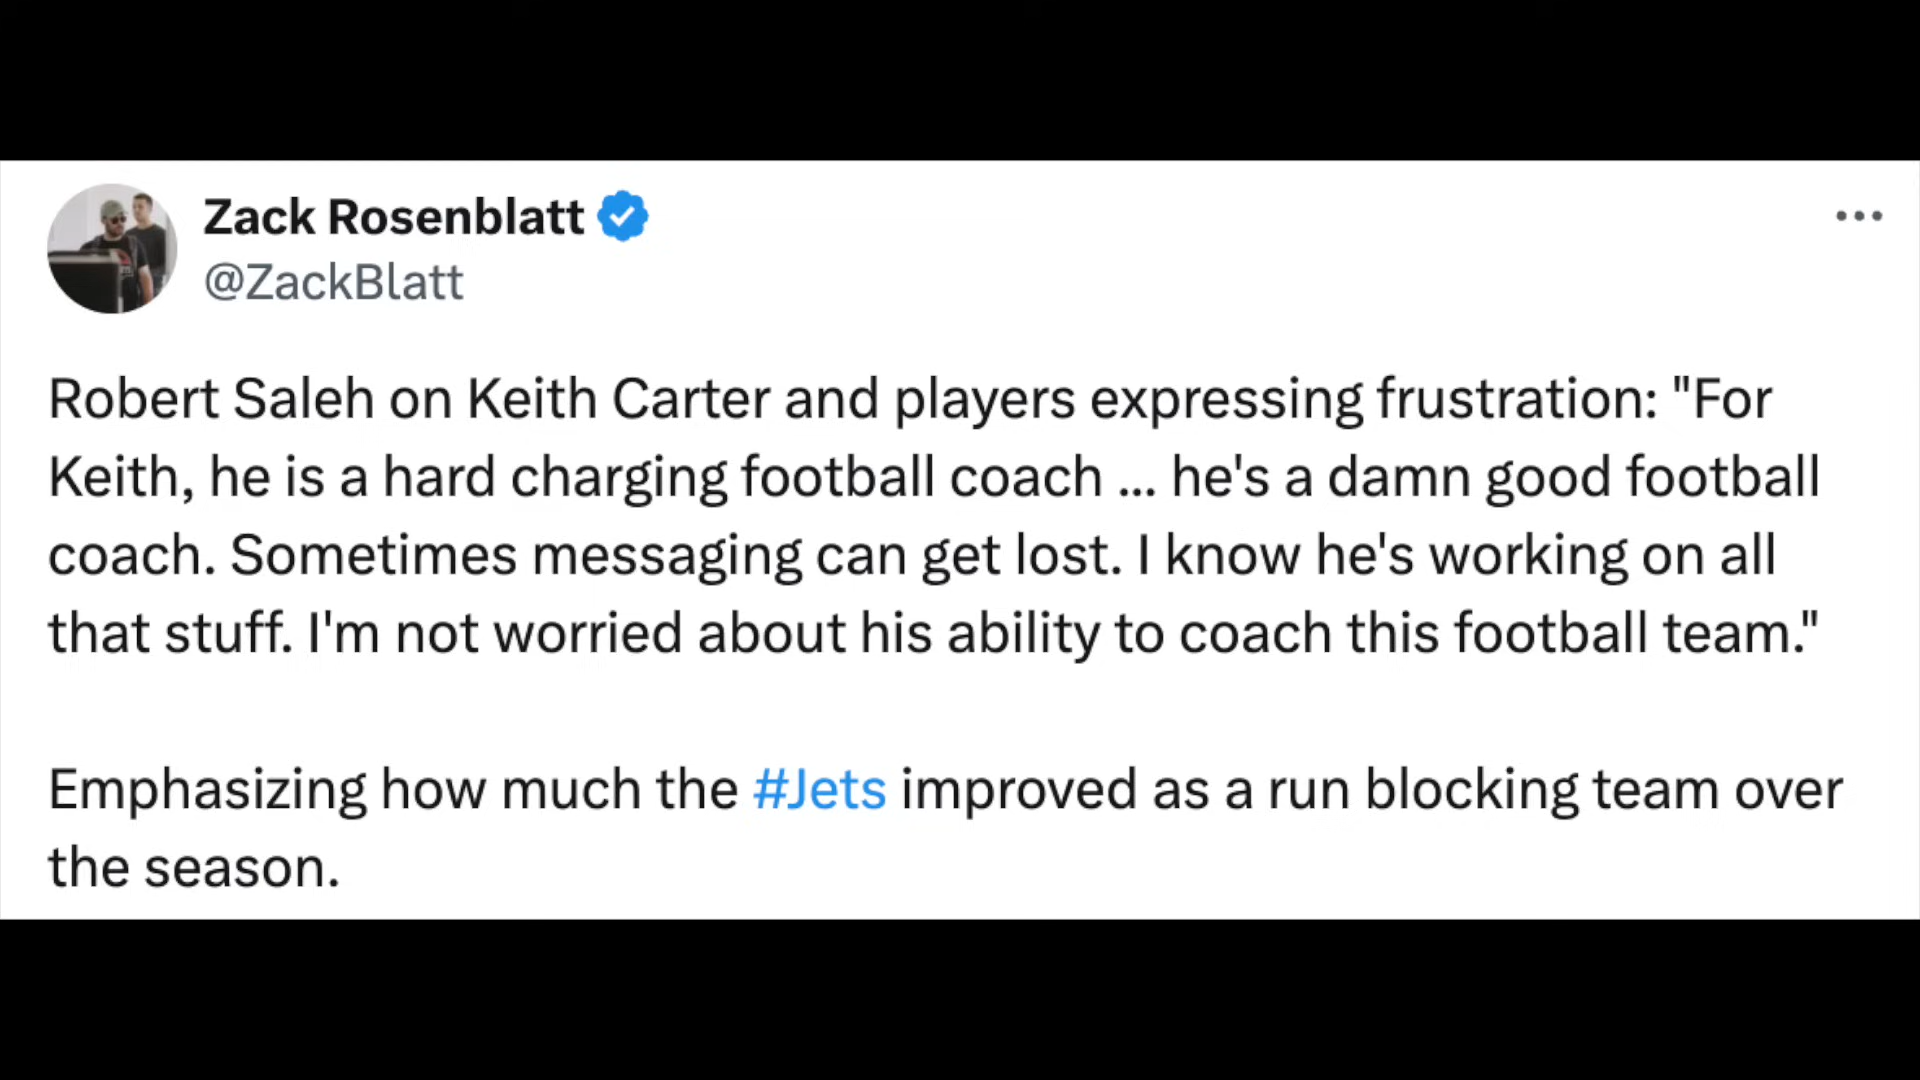 Zack Rosenblatt
@ZackBlatt
Robert Saleh on Keith Carter and players expressing frustration: "For
Keith, he is a hard charging football coach ... he's a damn good football
coach. Sometimes messaging can get lost. I know he's working on all
that stuff. I'm not worried about his ability to coach this football team."
Emphasizing how much the #Jets improved as a run blocking team over
the season.